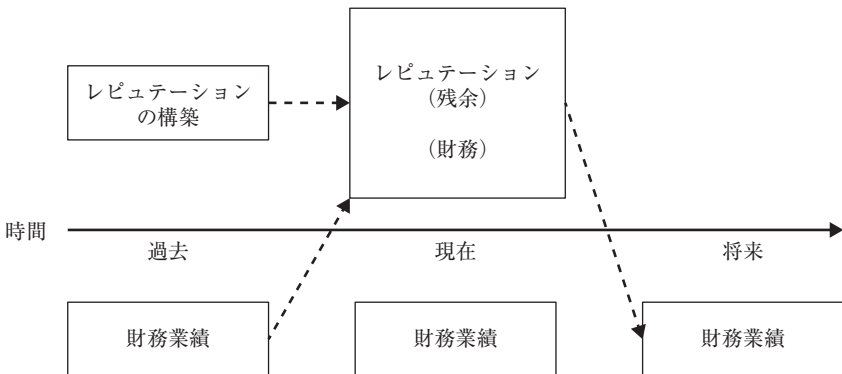 レピュテーション
の構築
レピュテーション
(残余)
(財務)
時間
過去
現在
将来
財務業績
財務業績
財務業績